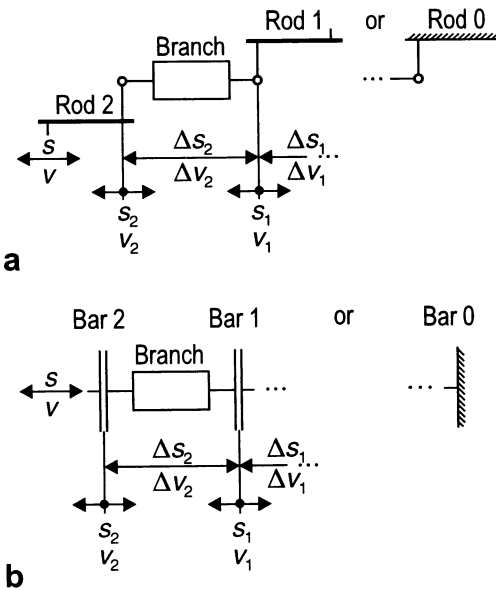 Rod 1 or Rod 0
Branch
...
Rod 2
s
v
Δs₂ Δs₁
...
Δv₂ Δv₁
s₂ s₁
v₂ v₁
a
Bar 2 Bar 1 or Bar 0
Branch
s
v
... ...
Δs₂ Δs₁
...
Δv₂ Δv₁
s₂ s₁
v₂ v₁
b